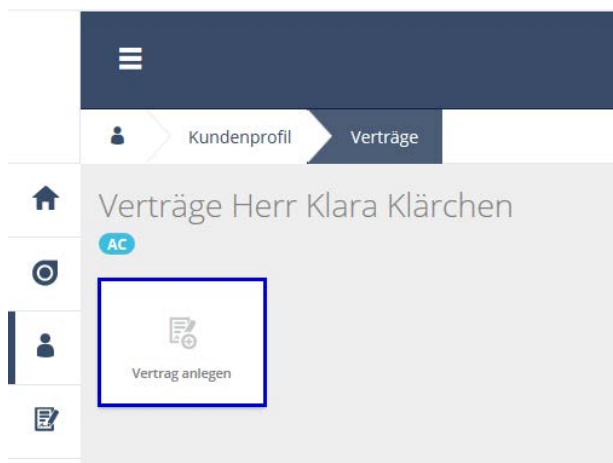 Kundenprofil Verträge
Verträge Herr Klara Klärchen
AC
Vertrag anlegen